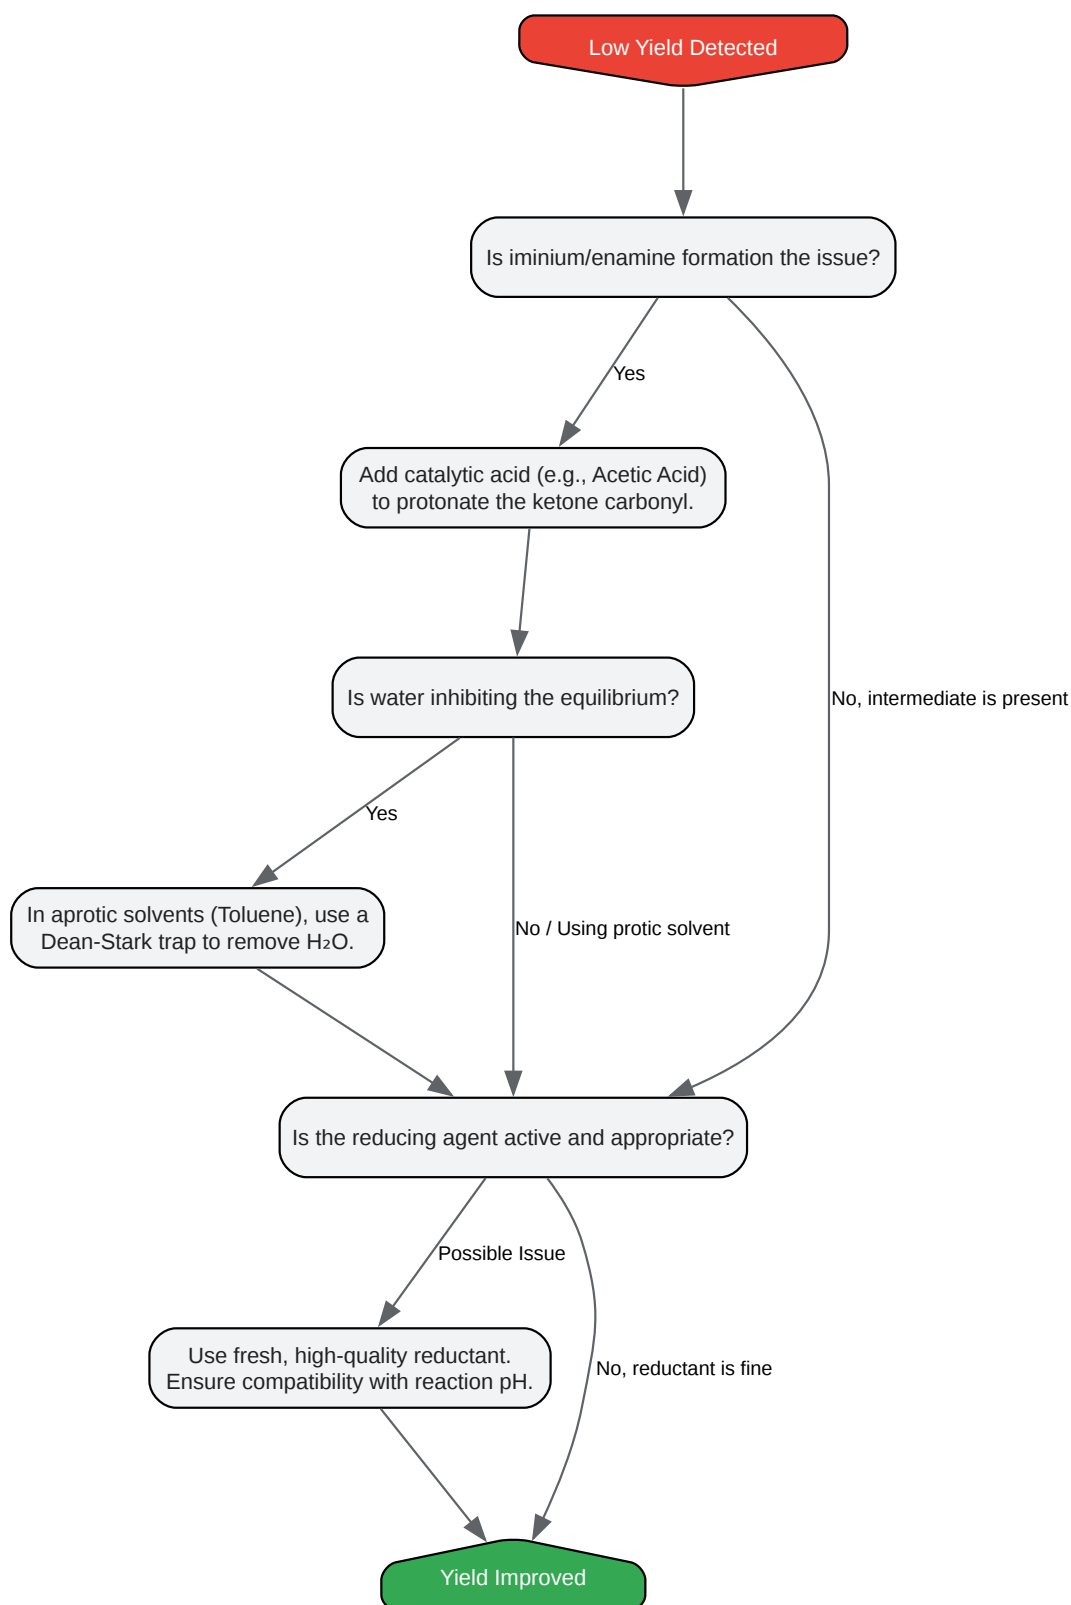 Low Yield Detected
Is iminium/enamine formation the issue?
Yes
Add catalytic acid (e.g., Acetic Acid)
to protonate the ketone carbonyl.
Is water inhibiting the equilibrium?
No, intermediate is present
Yes
In aprotic solvents (Toluene), use a
Dean-Stark trap to remove H₂O.
No / Using protic solvent
Is the reducing agent active and appropriate?
Possible Issue
Use fresh, high-quality reductant.
Ensure compatibility with reaction pH.
No, reductant is fine
Yield Improved